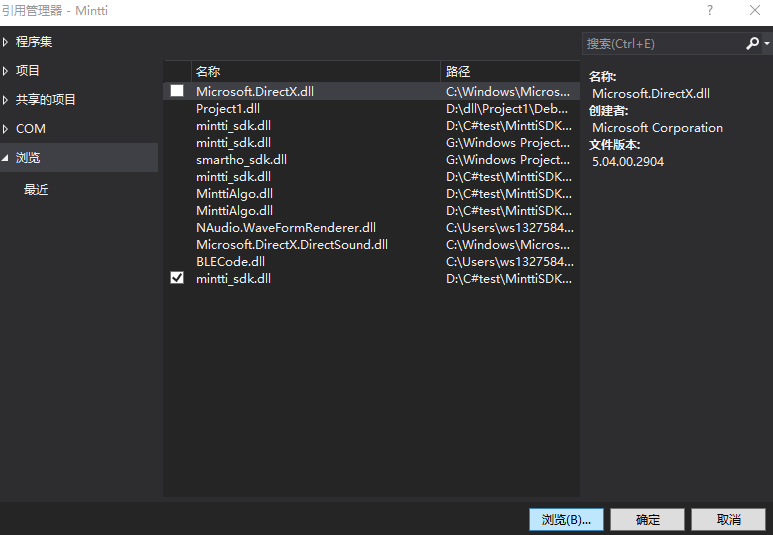 引用管理器 - Mintti
程序集
项目
共享的项目
COM
浏览
最近
名称 路径
Microsoft.DirectX.dll C:\Windows\Micros...
Project1.dll D:\dll\Project1\Deb...
mintti_sdk.dll D:\C#test\MinttiSDK...
mintti_sdk.dll G:\Windows Project...
smartho_sdk.dll G:\Windows Project...
mintti_sdk.dll D:\C#test\MinttiSDK...
MinttiAlgo.dll D:\C#test\MinttiSDK...
MinttiAlgo.dll D:\C#test\MinttiSDK...
NAudio.WaveFormRenderer.dll C:\Users\ws1327584...
Microsoft.DirectX.DirectSound.dll C:\Windows\Micros...
BLECode.dll C:\Users\ws1327584...
mintti_sdk.dll D:\C#test\MinttiSDK...
搜索(Ctrl+E)
名称:
Microsoft.DirectX.dll
创建者:
Microsoft Corporation
文件版本:
5.04.00.2904
浏览(B)... 确定 取消